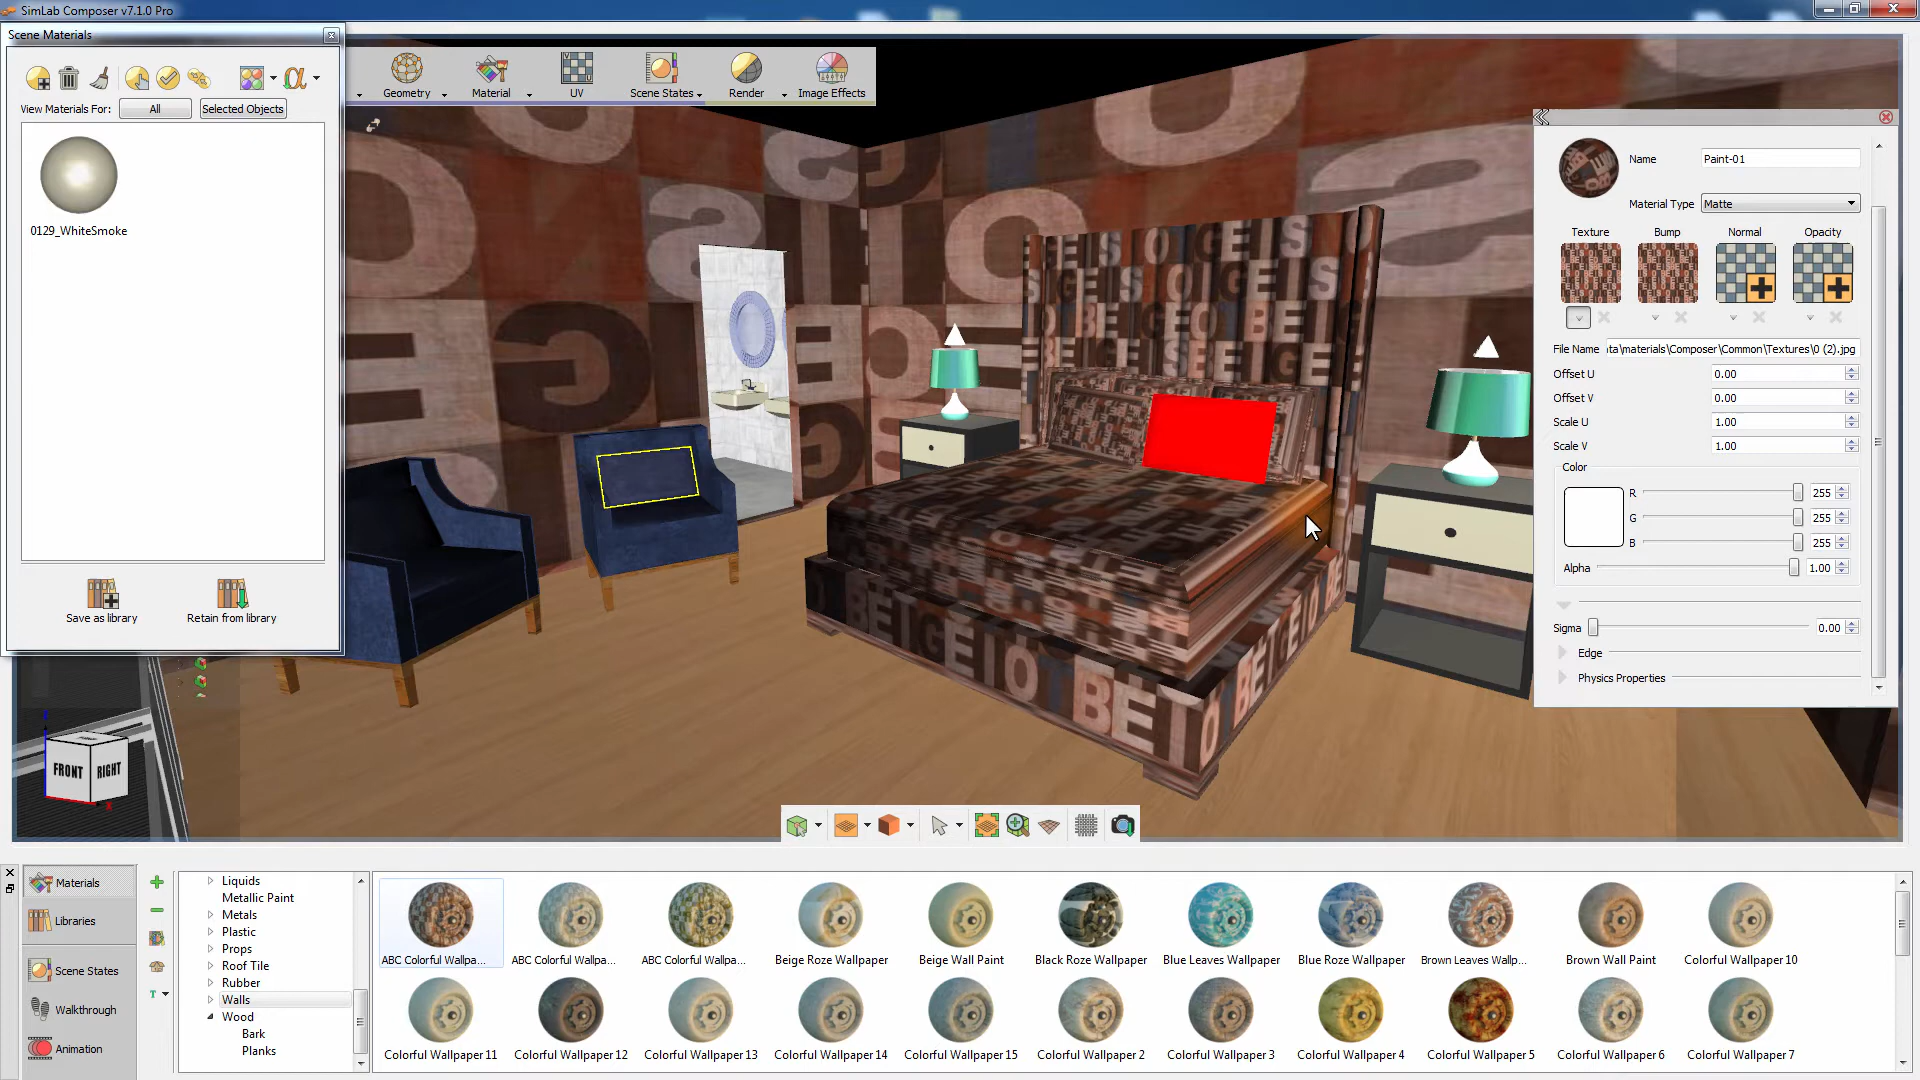 SimLab Composer v7.1.0 Pro
Scene Materials
View Materials For:
All
Selected Objects
0129_WhiteSmoke
Save as library
Retain from library
Geometry
Material
UV
Scene States
Render
Image Effects
Name
Paint-01
Material Type
Matte
Texture
Bump
Normal
Opacity
File Name
ıta\materials\Composer\Common\Textures\0 (2).jpg
Offset U
0.00
Offset V
0.00
Scale U
1.00
Scale V
1.00
Color
R
255
G
255
B
255
Alpha
1.00
Sigma
0.00
Edge
Physics Properties
FRONT
RIGHT
Materials
Libraries
Scene States
Walkthrough
Animation
Liquids
Metallic Paint
Metals
Plastic
Props
Roof Tile
Rubber
Walls
Wood
Bark
Planks
ABC Colorful Wallpa...
ABC Colorful Wallpa...
ABC Colorful Wallpa...
Beige Roze Wallpaper
Beige Wall Paint
Black Roze Wallpaper
Blue Leaves Wallpaper
Blue Roze Wallpaper
Brown Leaves Wallp...
Brown Wall Paint
Colorful Wallpaper 10
Colorful Wallpaper 11
Colorful Wallpaper 12
Colorful Wallpaper 13
Colorful Wallpaper 14
Colorful Wallpaper 15
Colorful Wallpaper 2
Colorful Wallpaper 3
Colorful Wallpaper 4
Colorful Wallpaper 5
Colorful Wallpaper 6
Colorful Wallpaper 7